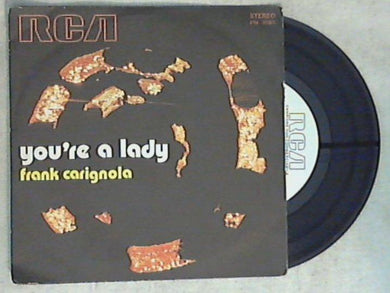 RCA
STEREO
you're a lady
frank carignola
RCA